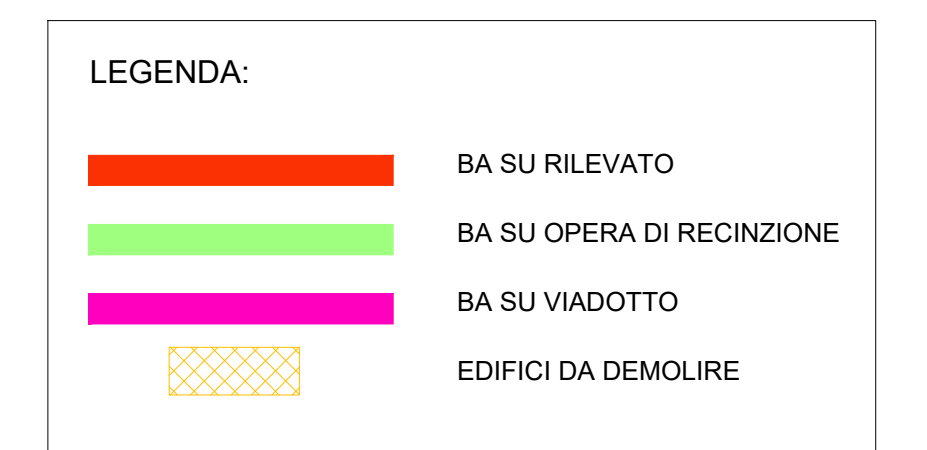 LEGENDA:
BA SU RILEVATO
BA SU OPERA DI RECINZIONE
BA SU VIADOTTO
EDIFICI DA DEMOLIRE